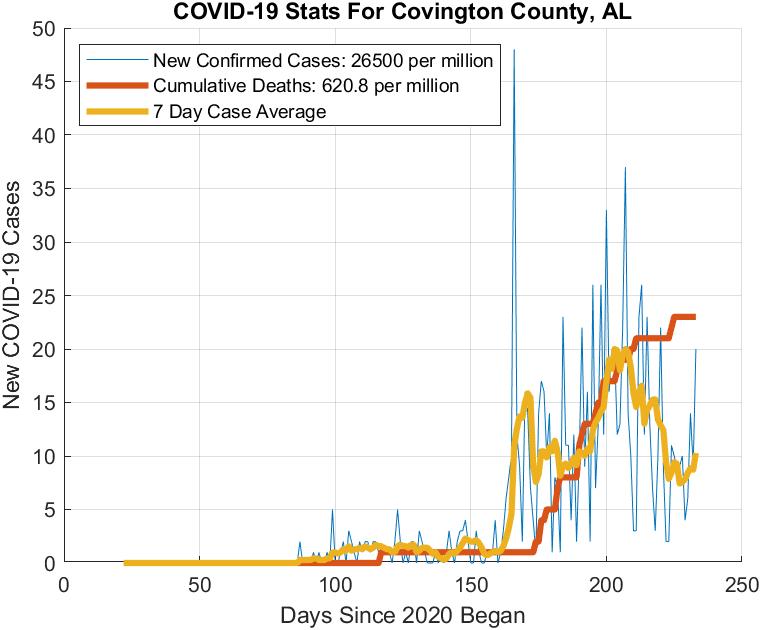 COVID-19 Stats For Covington County, AL
New Confirmed Cases: 26500 per million
Cumulative Deaths: 620.8 per million
7 Day Case Average
New COVID-19 Cases
50
45
40
35
30
25
20
15
10
5
0
0 50 100 150 200 250
Days Since 2020 Began